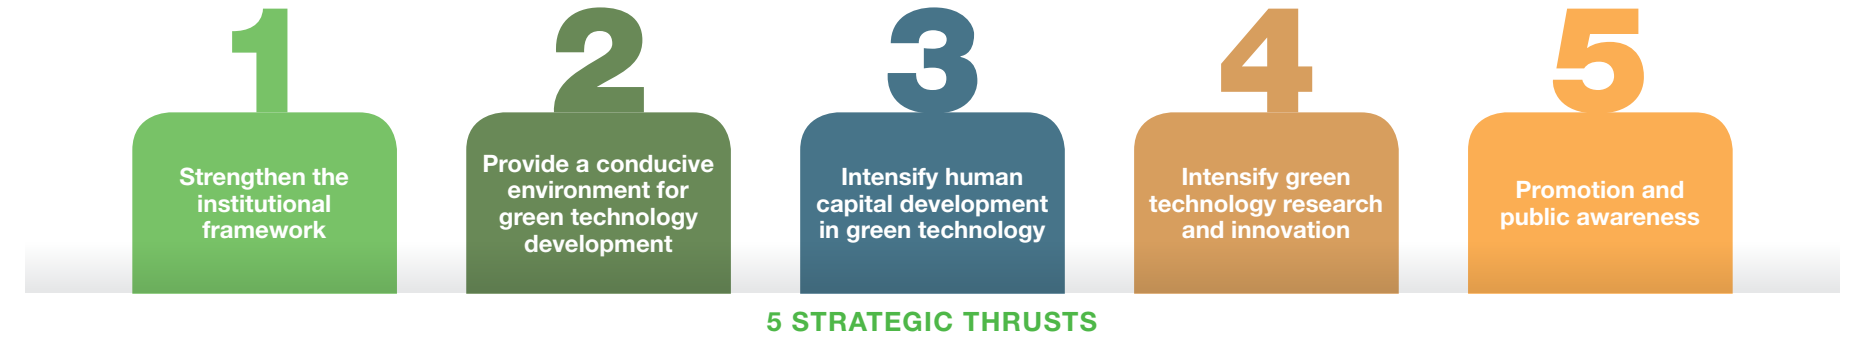 1
Strengthen the
institutional
framework
2
Provide a conducive
environment for
green technology
development
3
Intensify human
capital development
in green technology
4
Intensify green
technology research
and innovation
5
Promotion and
public awareness
5 STRATEGIC THRUSTS